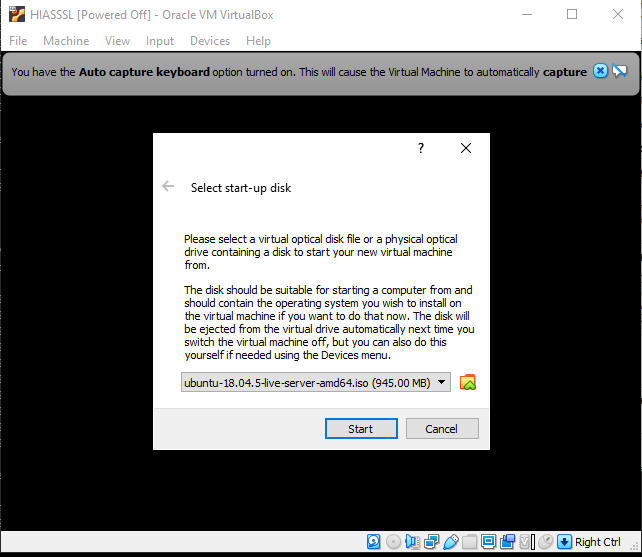 HIASSSL [Powered Off] - Oracle VM VirtualBox
File Machine View Input Devices Help
You have the Auto capture keyboard option turned on. This will cause the Virtual Machine to automatically capture
?
Select start-up disk
Please select a virtual optical disk file or a physical optical
drive containing a disk to start your new virtual machine
from.
The disk should be suitable for starting a computer from and
should contain the operating system you wish to install on
the virtual machine if you want to do that now. The disk will
be ejected from the virtual drive automatically next time you
switch the virtual machine off, but you can also do this
yourself if needed using the Devices menu.
ubuntu-18.04.5-live-server-amd64.iso (945.00 MB)
Start Cancel
Right Ctrl